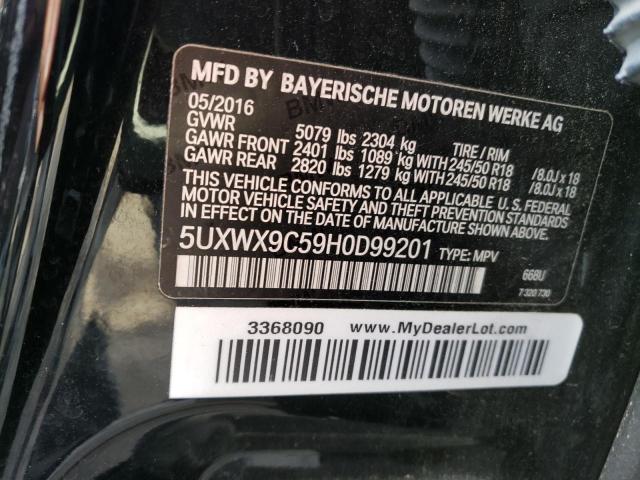 MFD BY BAYERISCHE MOTOREN WERKE AG
05/2016
GVWR 5079 lbs 2304 kg TIRE / RIM
GAWR FRONT 2401 lbs 1089 kg WITH 245/50 R18 /8.0J x 18
GAWR REAR 2820 lbs 1279 kg WITH 245/50 R18 /8.0J x 18
THIS VEHICLE CONFORMS TO ALL APPLICABLE U.S. FEDERAL
MOTOR VEHICLE SAFETY AND THEFT PREVENTION STANDARDS
IN EFFECT ON THE DATE OF MANUFACTURE SHOWN ABOVE.
5UXWX9C59H0D99201 TYPE: MPV
668U
7 320 730
3368090 www.MyDealerLot.com